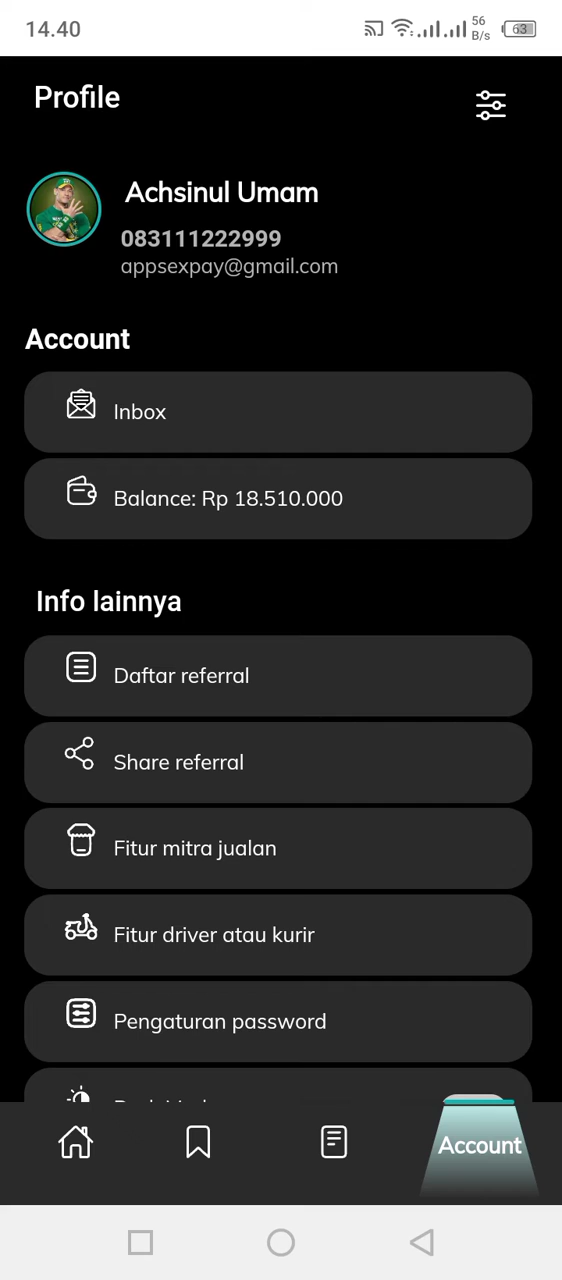 14.40
56
B/s
63
Profile
Achsinul Umam
083111222999
appsexpay@gmail.com
Account
Inbox
Balance: Rp 18.510.000
Info lainnya
Daftar referral
Share referral
Fitur mitra jualan
Fitur driver atau kurir
Pengaturan password
Account